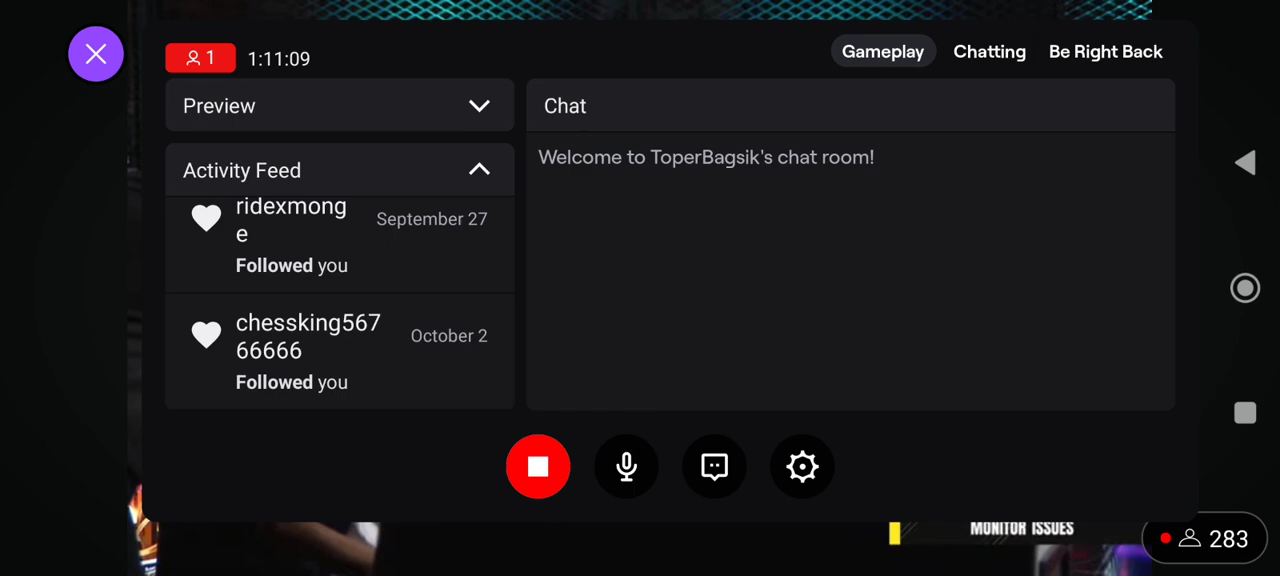 1
1:11:09
Gameplay
Chatting
Be Right Back
Preview
Activity Feed
ridexmong
e
September 27
Followed you
chessking567
66666
October 2
Followed you
Chat
Welcome to ToperBagsik's chat room!
MONITOR ISSUES
283